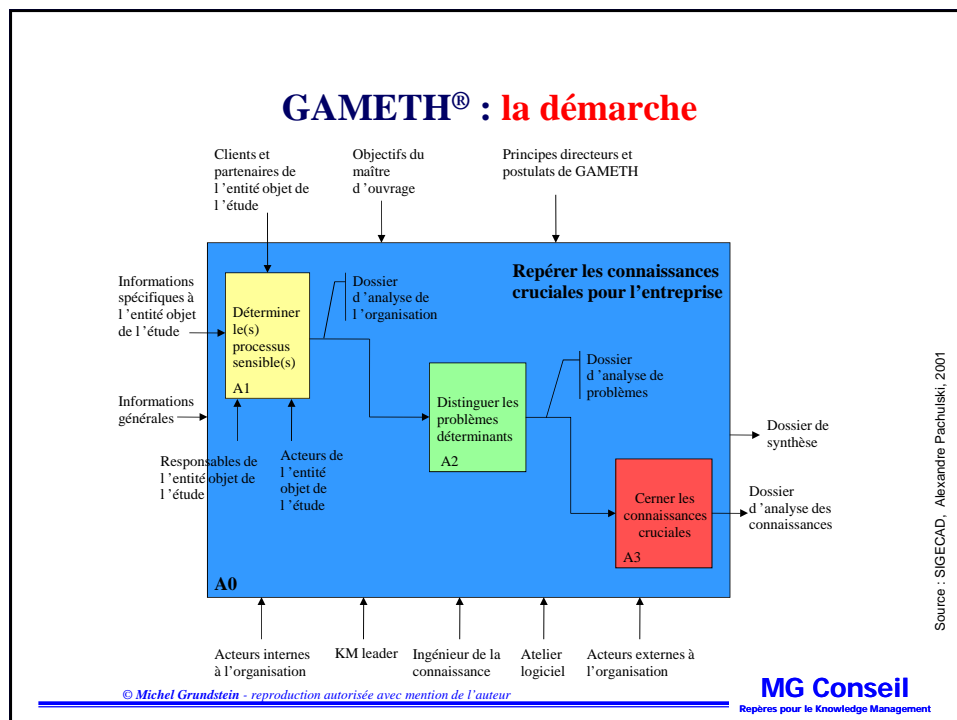 GAMETH® : la démarche
Clients et
partenaires de
l ’entité objet de
l ’étude
Objectifs du
maître
d ’ouvrage
Principes directeurs et
postulats de GAMETH
Informations
spécifiques à
l ’entité objet
de l ’étude
Déterminer
le(s)
processus
sensible(s)
A1
Dossier
d ’analyse de
l ’organisation
Repérer les connaissances
cruciales pour l’entreprise
Informations
générales
Distinguer les
problèmes
déterminants
A2
Dossier
d ’analyse de
problèmes
Dossier de
synthèse
Responsables de
l ’entité objet de
l ’étude
Acteurs de
l ’entité
objet de
l ’étude
Cerner les
connaissances
cruciales
A3
Dossier
d ’analyse des
connaissances
A0
Acteurs internes
à l’organisation
KM leader
Ingénieur de la
connaissance
Atelier
logiciel
Acteurs externes à
l’organisation
Source : SIGECAD, Alexandre Pachulski, 2001
© Michel Grundstein - reproduction autorisée avec mention de l’auteur
MG Conseil
Repères pour le Knowledge Management